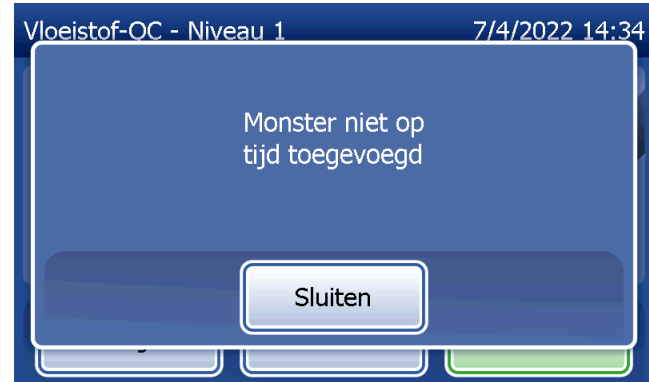 Vloeistof-QC - Niveau 1 7/4/2022 14:34
Monster niet op
tijd toegevoegd
Sluiten